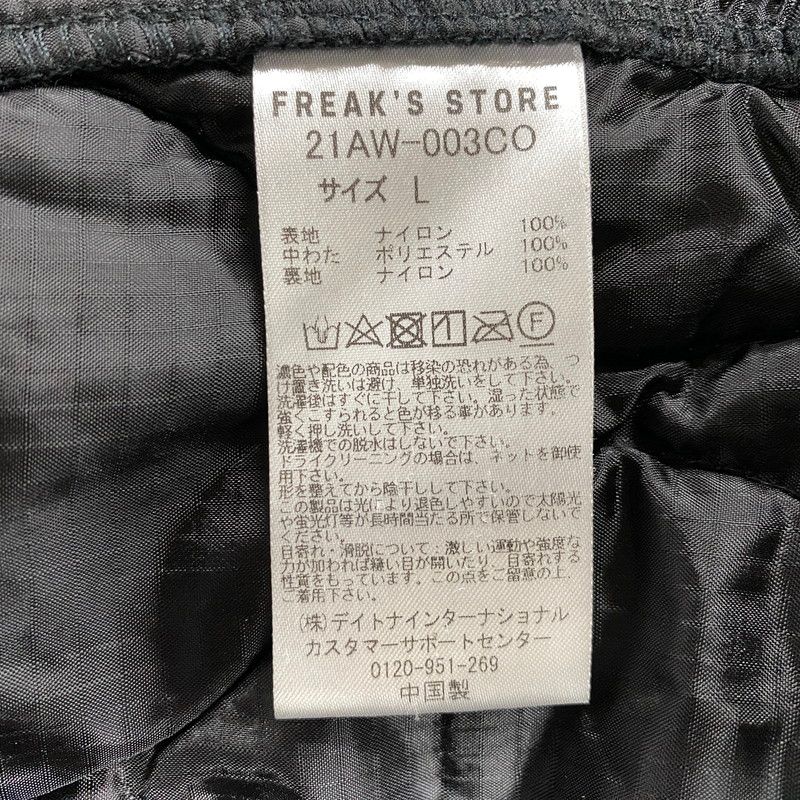 FREAK'S STORE
21AW-003CO
サイズ L
表地 ナイロン 100%
中わた ポリエステル 100%
裏地 ナイロン 100%
F
濃色や配色の商品は移染の恐れがある為、つ
け置き洗いは避け、単独洗いをして下さい。
洗濯後はすぐに干して下さい。湿った状態で
強くこすられると色が移る事があります。
軽く押し洗いして下さい。
洗濯機での脱水はしないで下さい。
ドライクリーニングの場合は、ネットを御使
用下さい。
形を整えてから陰干しして下さい。
この製品は光により退色しやすいので太陽光
や蛍光灯等が長時間当たる所で保管しないで
ください。
目寄れ・滑脱について:激しい運動や強度な
力が加われば縫い目が開いたり、目寄れする
性質をもっています。この点をご留意の上、
ご着用下さい。
(株)デイトナインターナショナル
カスタマーサポートセンター
0120-951-269
中国製